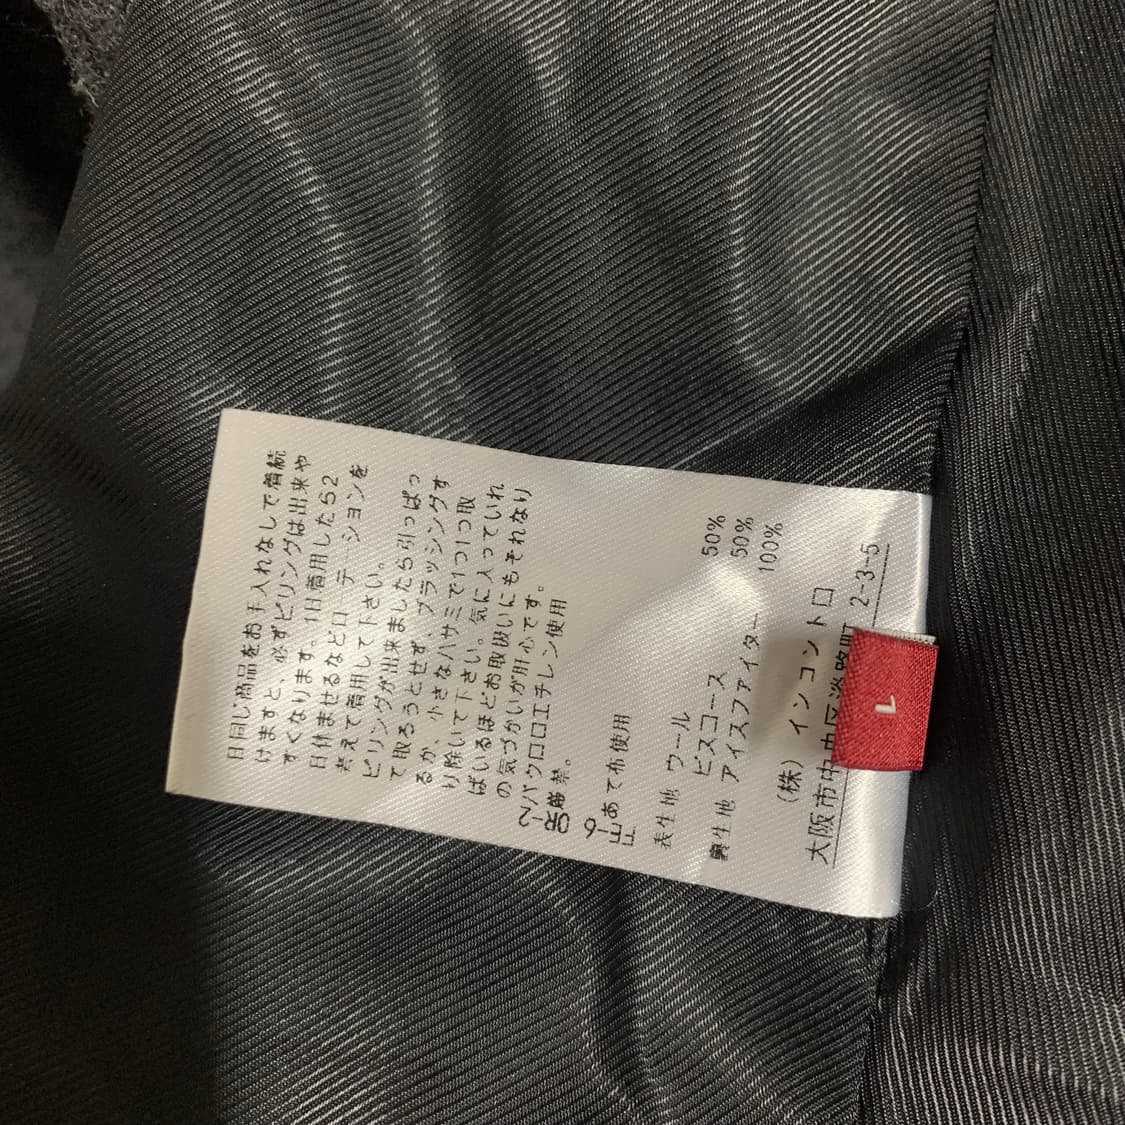 日同じ商品をお手入れなしで着続
けますと、必ずピリングは出来や
すくなります。1日着用したら2
日休ませるなどローテーションを
考えて着用して下さい。
ピリングが出来ましたら引っぱっ
て取ろうとせず、ブラッシングす
るか、小さなハサミで1つ1つ取
り除いて下さい。気に入っていれ
ばいるほどお取扱いにもそれなり
の気づかいが肝心です。
パウロロエチレン使用
厳禁。
あて布使用
表生地 ウール 50%
ビスコース 50%
裏生地 アイスファイター 100%
(株) インコントロ
大阪市中央区淡路町 2-3-5
L